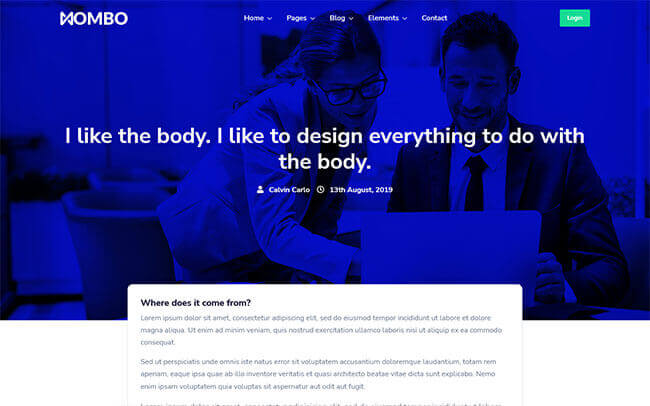 MOMBO
Home Pages Blog Elements Contact
Login
I like the body. I like to design everything to do with
the body.
Calvin Carlo 13th August, 2019
Where does it come from?
Lorem ipsum dolor sit amet, consectetur adipiscing elit, sed do eiusmod tempor incididunt ut labore et dolore
magna aliqua. Ut enim ad minim veniam, quis nostrud exercitation ullamco laboris nisi ut aliquip ex ea commodo
consequat.
Sed ut perspiciatis unde omnis iste natus error sit voluptatem accusantium doloremque laudantium, totam rem
aperiam, eaque ipsa quae ab illo inventore veritatis et quasi architecto beatae vitae dicta sunt explicabo. Nemo
enim ipsam voluptatem quia voluptas sit aspernatur aut odit aut fugit.